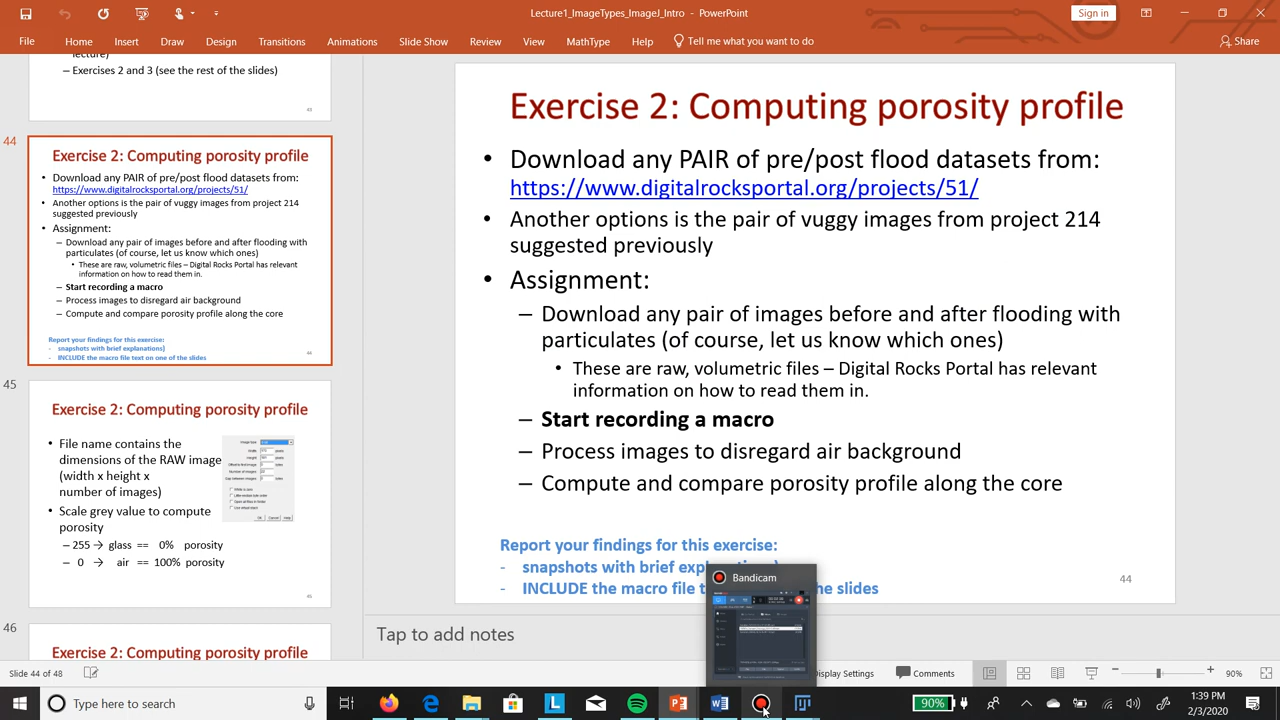 Lecture1_ImageTypes_ImageJ_Intro - PowerPoint
Sign in
File Home Insert Draw Design Transitions Animations Slide Show Review View MathType Help Tell me what you want to do Share
lecture)
– Exercises 2 and 3 (see the rest of the slides)
43
44
Exercise 2: Computing porosity profile
• Download any PAIR of pre/post flood datasets from:
https://www.digitalrocksportal.org/projects/51/
• Another options is the pair of vuggy images from project 214
suggested previously
• Assignment:
– Download any pair of images before and after flooding with
particulates (of course, let us know which ones)
• These are raw, volumetric files – Digital Rocks Portal has relevant
information on how to read them in.
– Start recording a macro
– Process images to disregard air background
– Compute and compare porosity profile along the core
Report your findings for this exercise:
- snapshots with brief explanations)
- INCLUDE the macro file text on one of the slides
44
45
Exercise 2: Computing porosity profile
• File name contains the
dimensions of the RAW image
(width x height x
number of images)
• Scale grey value to compute
porosity
– 255 → glass == 0% porosity
– 0 → air == 100% porosity
45
46
Exercise 2: Computing porosity profile
Exercise 2: Computing porosity profile
• Download any PAIR of pre/post flood datasets from:
https://www.digitalrocksportal.org/projects/51/
• Another options is the pair of vuggy images from project 214
suggested previously
• Assignment:
– Download any pair of images before and after flooding with
particulates (of course, let us know which ones)
• These are raw, volumetric files – Digital Rocks Portal has relevant
information on how to read them in.
– Start recording a macro
– Process images to disregard air background
– Compute and compare porosity profile along the core
Report your findings for this exercise:
- snapshots with brief
- INCLUDE the macro file the slides
44
Bandicam
Tap to add notes
Display Settings Comments
Type here to search
90%
1:39 PM
2/3/2020